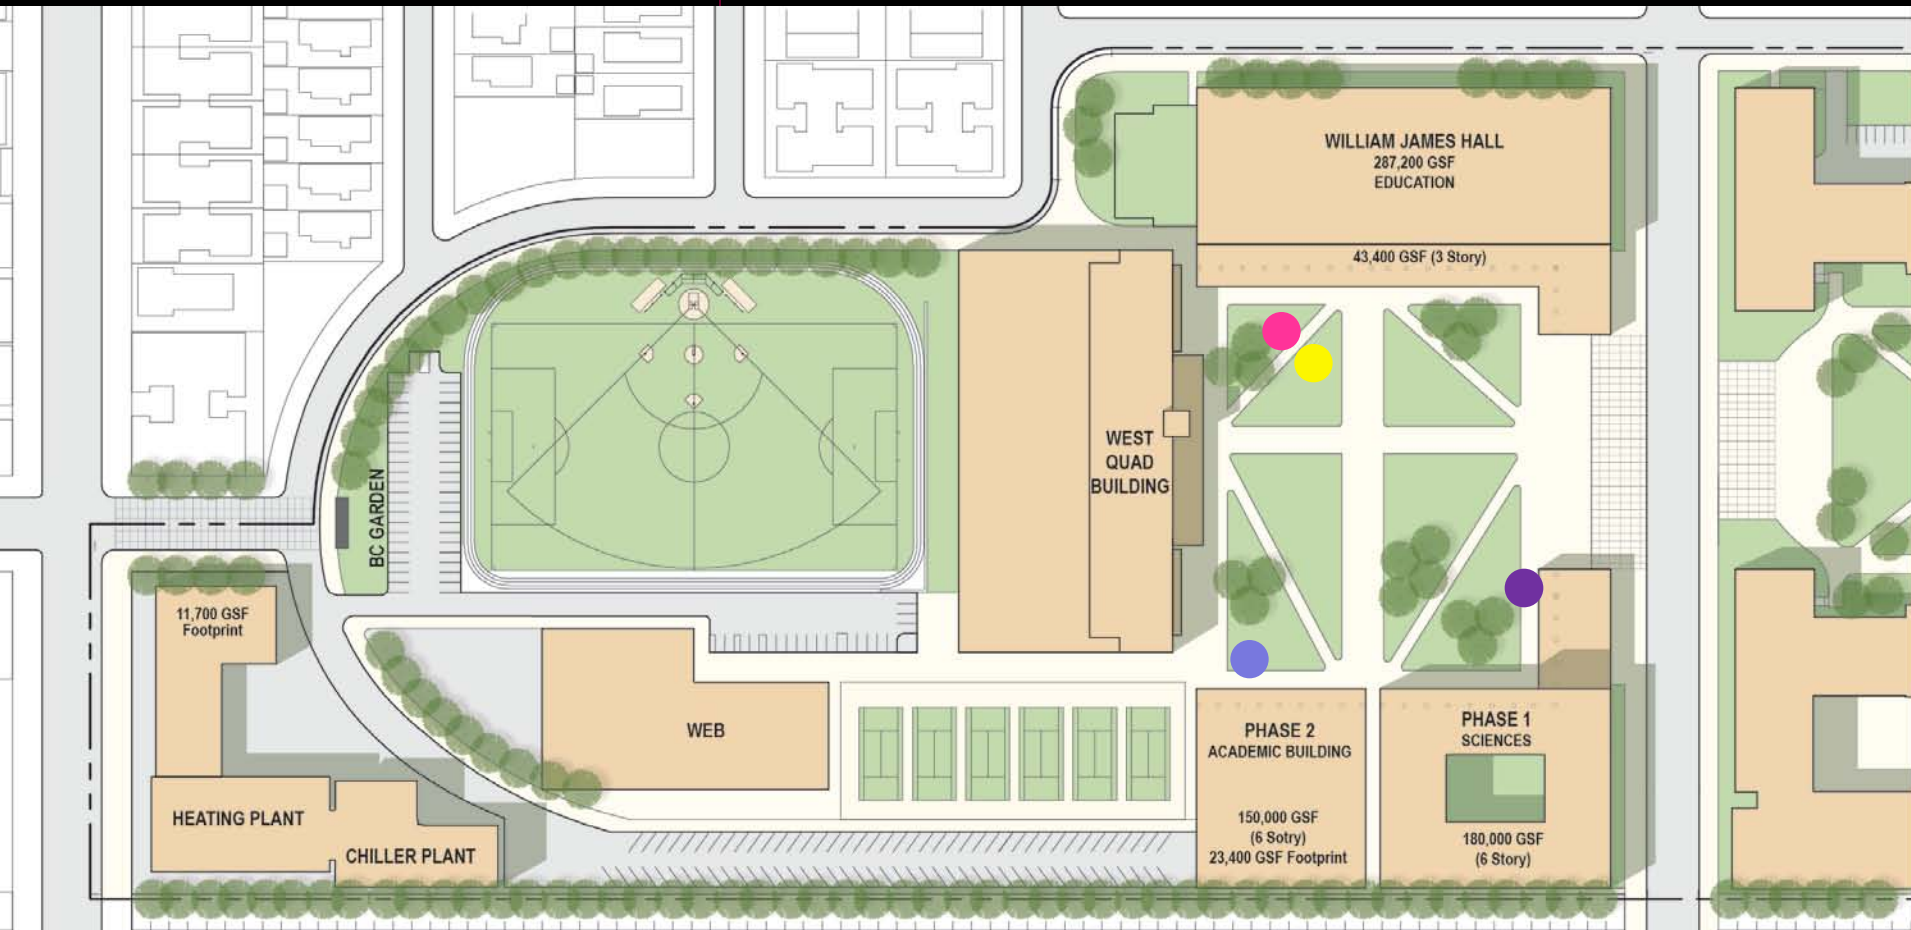 WILLIAM JAMES HALL
287,200 GSF
EDUCATION
43,400 GSF (3 Story)
WEST
QUAD
BUILDING
BC GARDEN
11,700 GSF
Footprint
WEB
HEATING PLANT
CHILLER PLANT
PHASE 2
ACADEMIC BUILDING
150,000 GSF
(6 Sotry)
23,400 GSF Footprint
PHASE 1
SCIENCES
180,000 GSF
(6 Story)